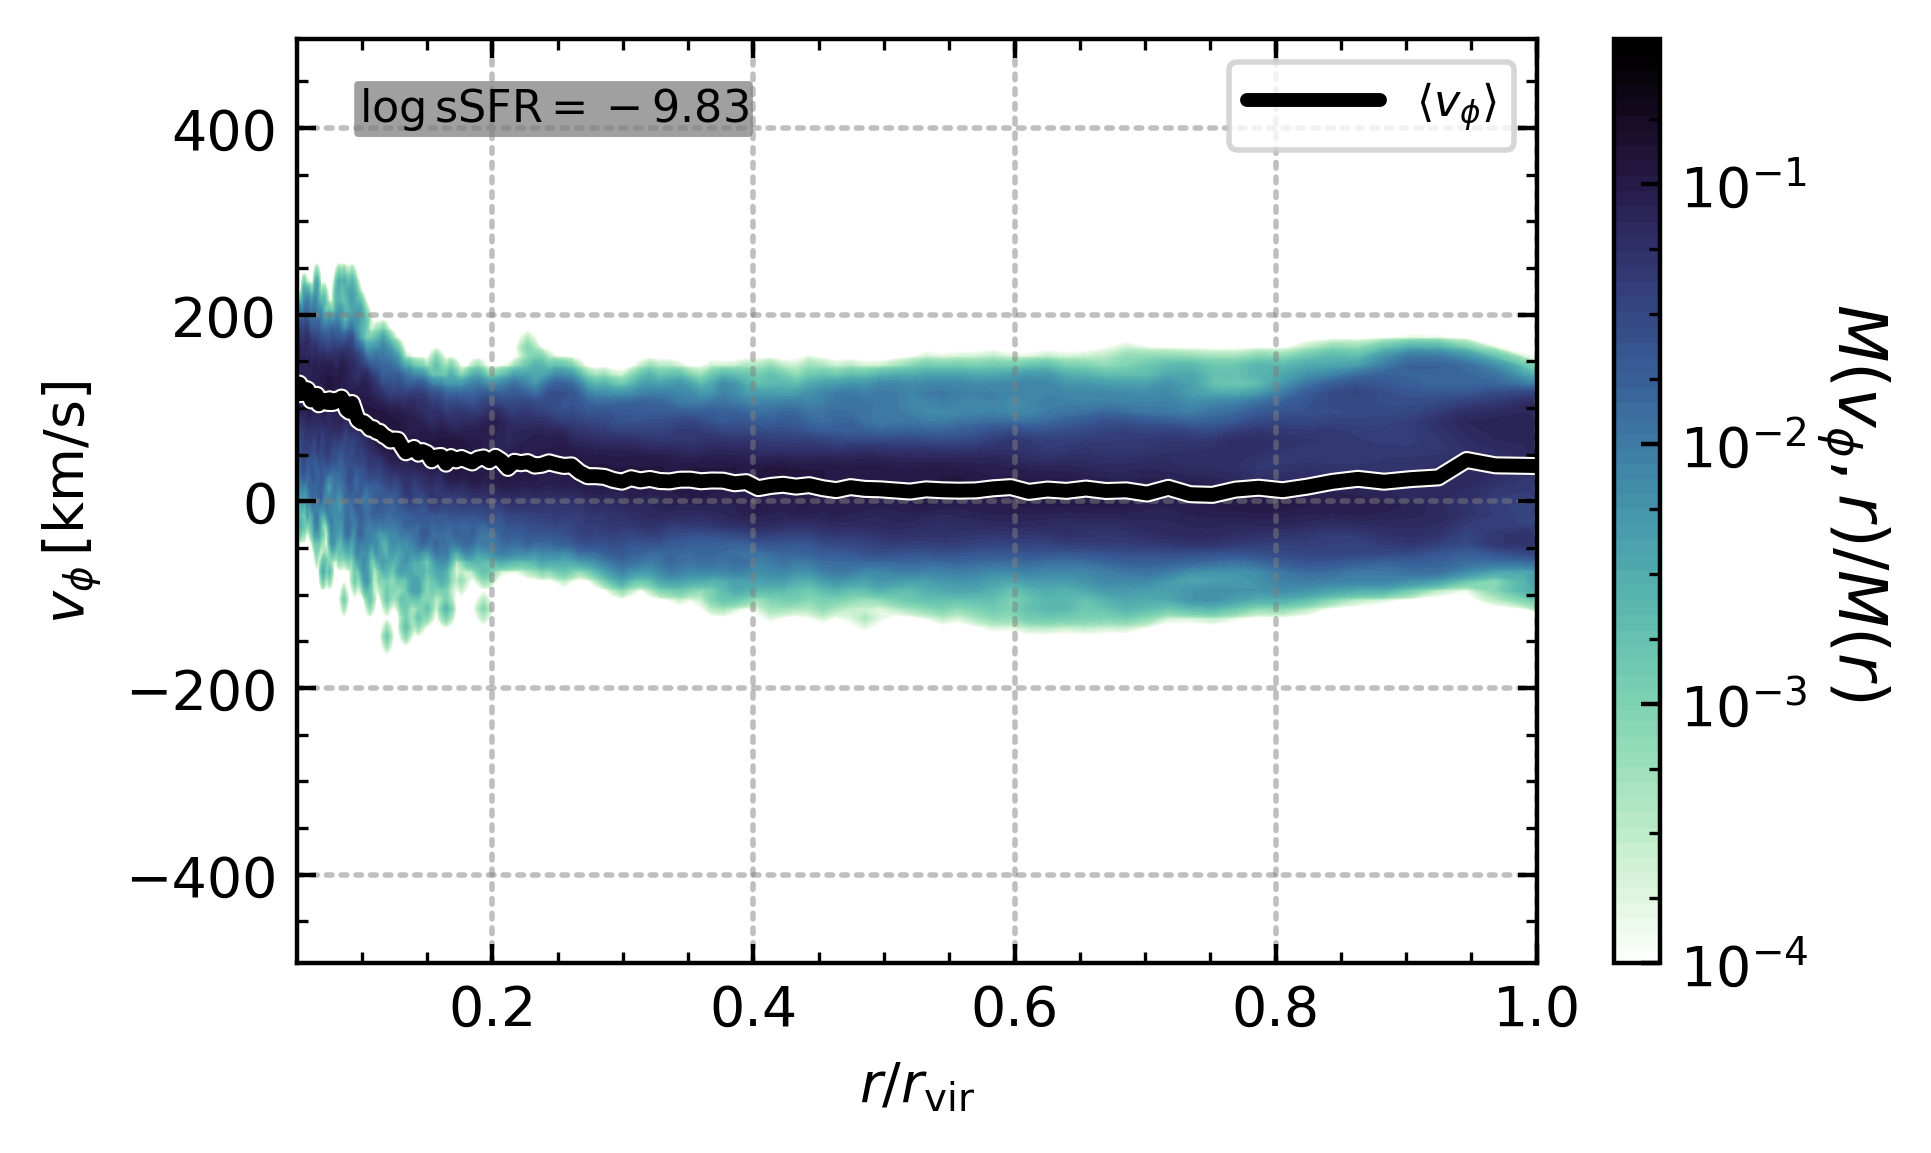 log sSFR = − 9.83
⟨v_ϕ⟩
400
200
0
−200
−400
v_ϕ [km/s]
0.2 0.4 0.6 0.8 1.0
r/r_vir
10^−1
10^−2
10^−3
10^−4
M(v_ϕ, r)/M(r)